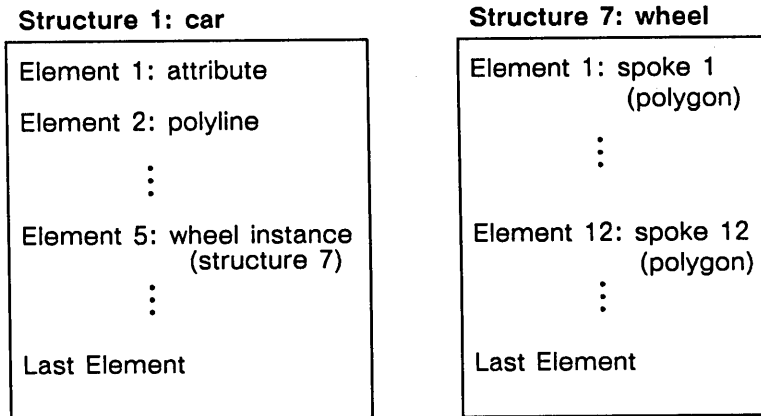 Structure 1: car
Element 1: attribute
Element 2: polyline
⋮
Element 5: wheel instance
(structure 7)
⋮
Last Element
Structure 7: wheel
Element 1: spoke 1
(polygon)
⋮
Element 12: spoke 12
(polygon)
⋮
Last Element